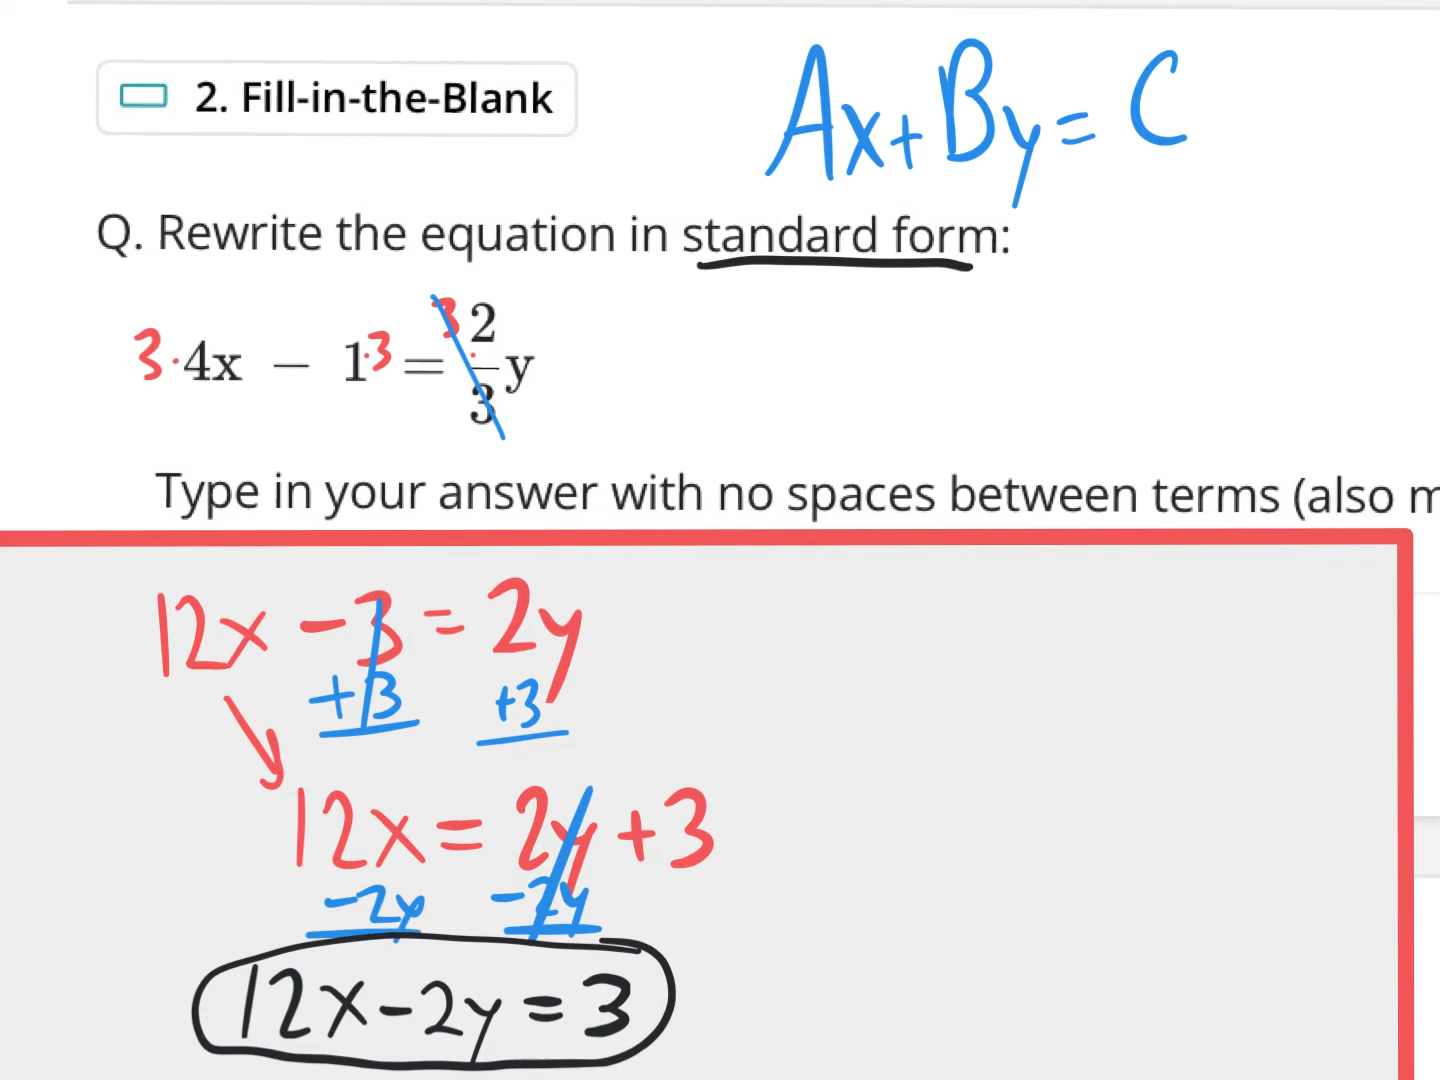 2. Fill-in-the-Blank
Ax+By=C
Q. Rewrite the equation in standard form:
3·4x − 1·3=3·2/3y
Type in your answer with no spaces between terms (also m
12x-3=2y
+3 +3
12x=2y+3
-2y -2y
12x-2y=3